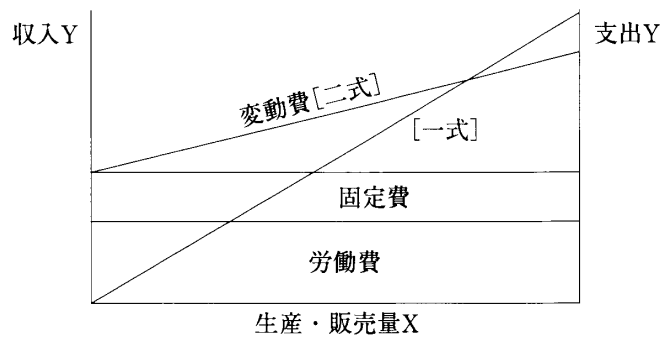 収入Y
支出Y
変動費[二式]
[一式]
固定費
労働費
生産・販売量X